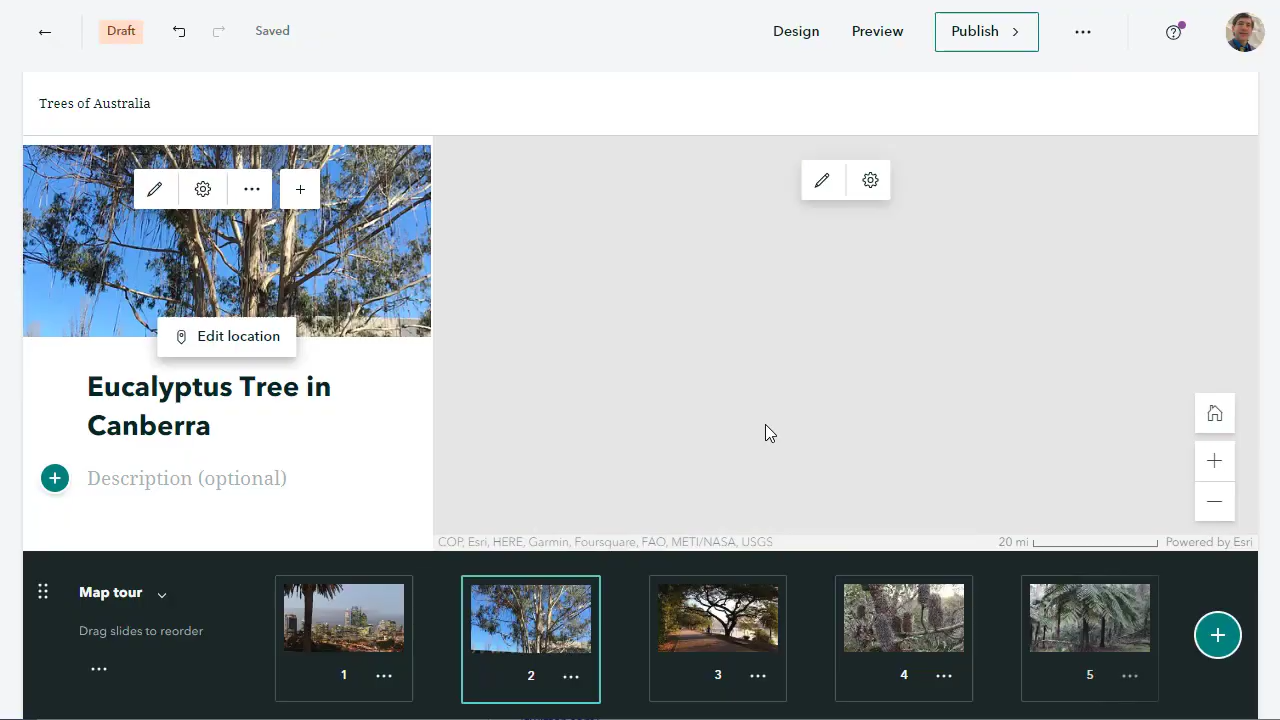 Draft
Saved
Design
Preview
Publish
Trees of Australia
Edit location
Eucalyptus Tree in
Canberra
Description (optional)
COP, Esri, HERE, Garmin, Foursquare, FAO, METI/NASA, USGS
20 mi
Powered by Esri
Map tour
Drag slides to reorder
1
2
3
4
5